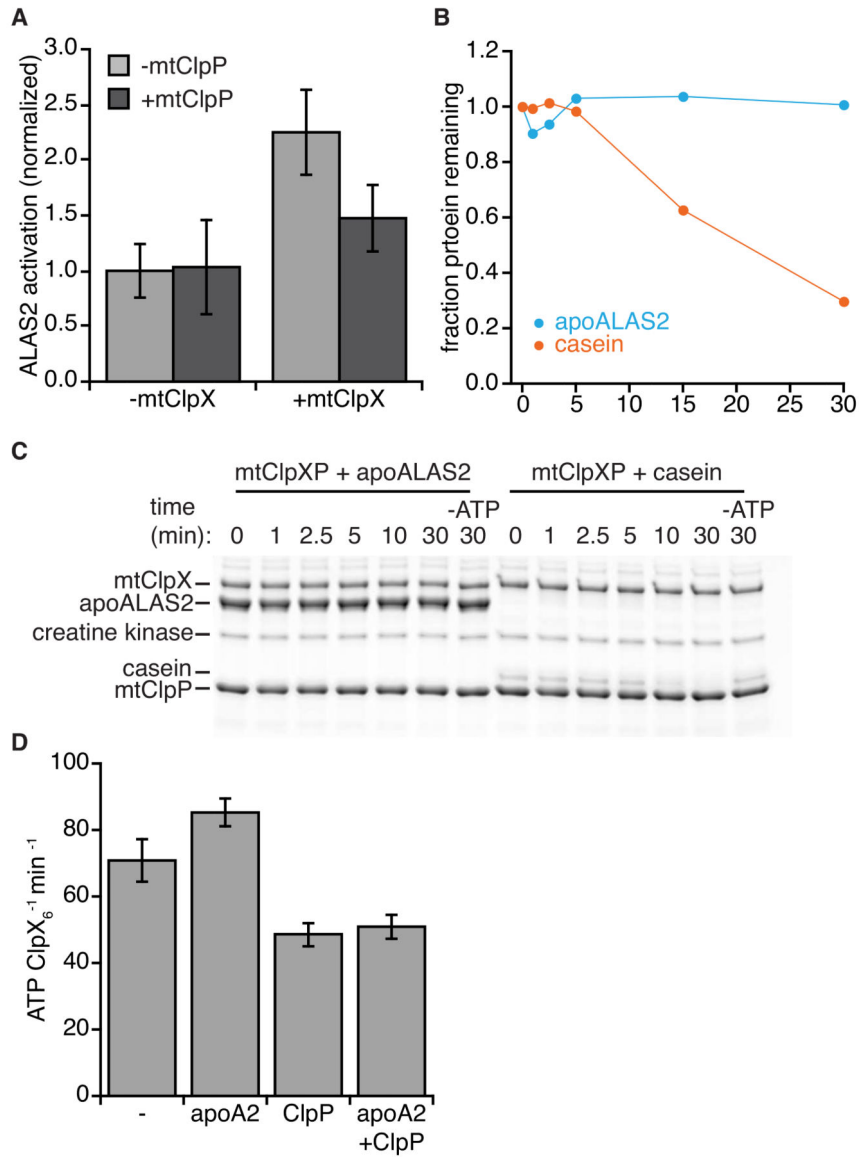 A
ALAS2 activation (normalized)
3.0
2.5
2.0
1.5
1.0
0.5
0.0
-mtClpP
+mtClpP
-mtClpX +mtClpX
B
fraction prtoein remaining
1.2
1.0
0.8
0.6
0.4
0.2
0.0
apoALAS2
casein
0 5 10 15 20 25 30
C
mtClpXP + apoALAS2 mtClpXP + casein
time -ATP -ATP
(min): 0 1 2.5 5 10 30 30 0 1 2.5 5 10 30 30
mtClpX
apoALAS2
creatine kinase
casein
mtClpP
D
ATP ClpX₆⁻¹ min⁻¹
100
80
60
40
20
0
- apoA2 ClpP apoA2
+ClpP